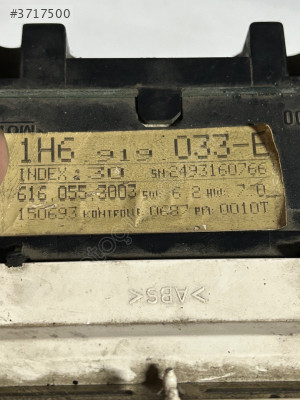 #3717500
1H6 919 033-E
INDEX & 30 SN 2493160766
616 055 3003 SW 6 2 HW 7 0
150693 KONTROLLE 0687 PM 0010T
>ABS<